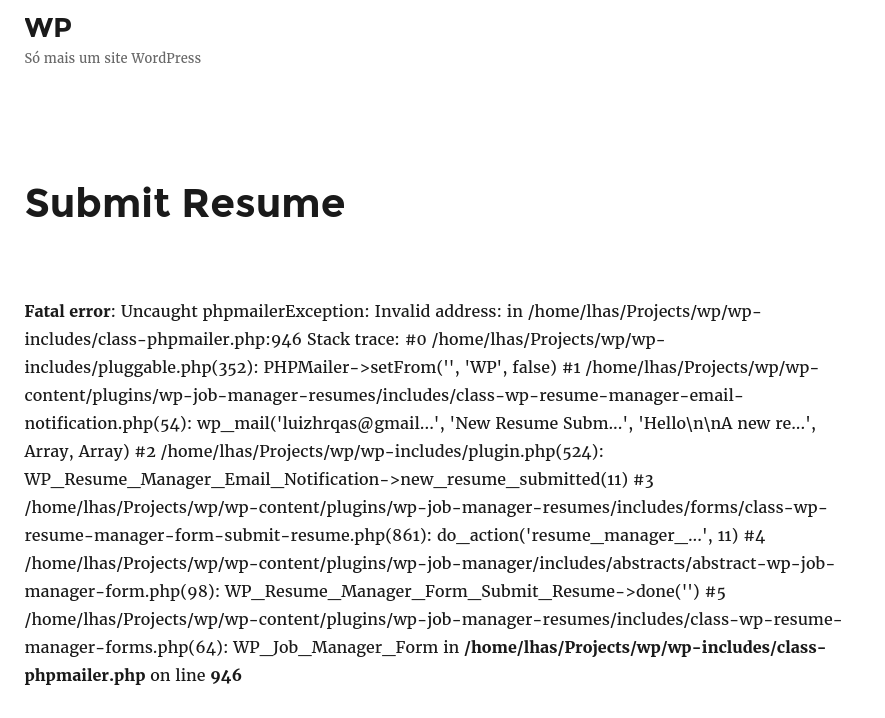 WP
Só mais um site WordPress
Submit Resume
Fatal error: Uncaught phpmailerException: Invalid address: in /home/lhas/Projects/wp/wp-
includes/class-phpmailer.php:946 Stack trace: #0 /home/lhas/Projects/wp/wp-
includes/pluggable.php(352): PHPMailer->setFrom('', 'WP', false) #1 /home/lhas/Projects/wp/wp-
content/plugins/wp-job-manager-resumes/includes/class-wp-resume-manager-email-
notification.php(54): wp_mail('luizhrqas@gmail...', 'New Resume Subm...', 'Hello\n\nA new re...',
Array, Array) #2 /home/lhas/Projects/wp/wp-includes/plugin.php(524):
WP_Resume_Manager_Email_Notification->new_resume_submitted(11) #3
/home/lhas/Projects/wp/wp-content/plugins/wp-job-manager-resumes/includes/forms/class-wp-
resume-manager-form-submit-resume.php(861): do_action('resume_manager_...', 11) #4
/home/lhas/Projects/wp/wp-content/plugins/wp-job-manager/includes/abstracts/abstract-wp-job-
manager-form.php(98): WP_Resume_Manager_Form_Submit_Resume->done('') #5
/home/lhas/Projects/wp/wp-content/plugins/wp-job-manager-resumes/includes/class-wp-resume-
manager-forms.php(64): WP_Job_Manager_Form in /home/lhas/Projects/wp/wp-includes/class-
phpmailer.php on line 946